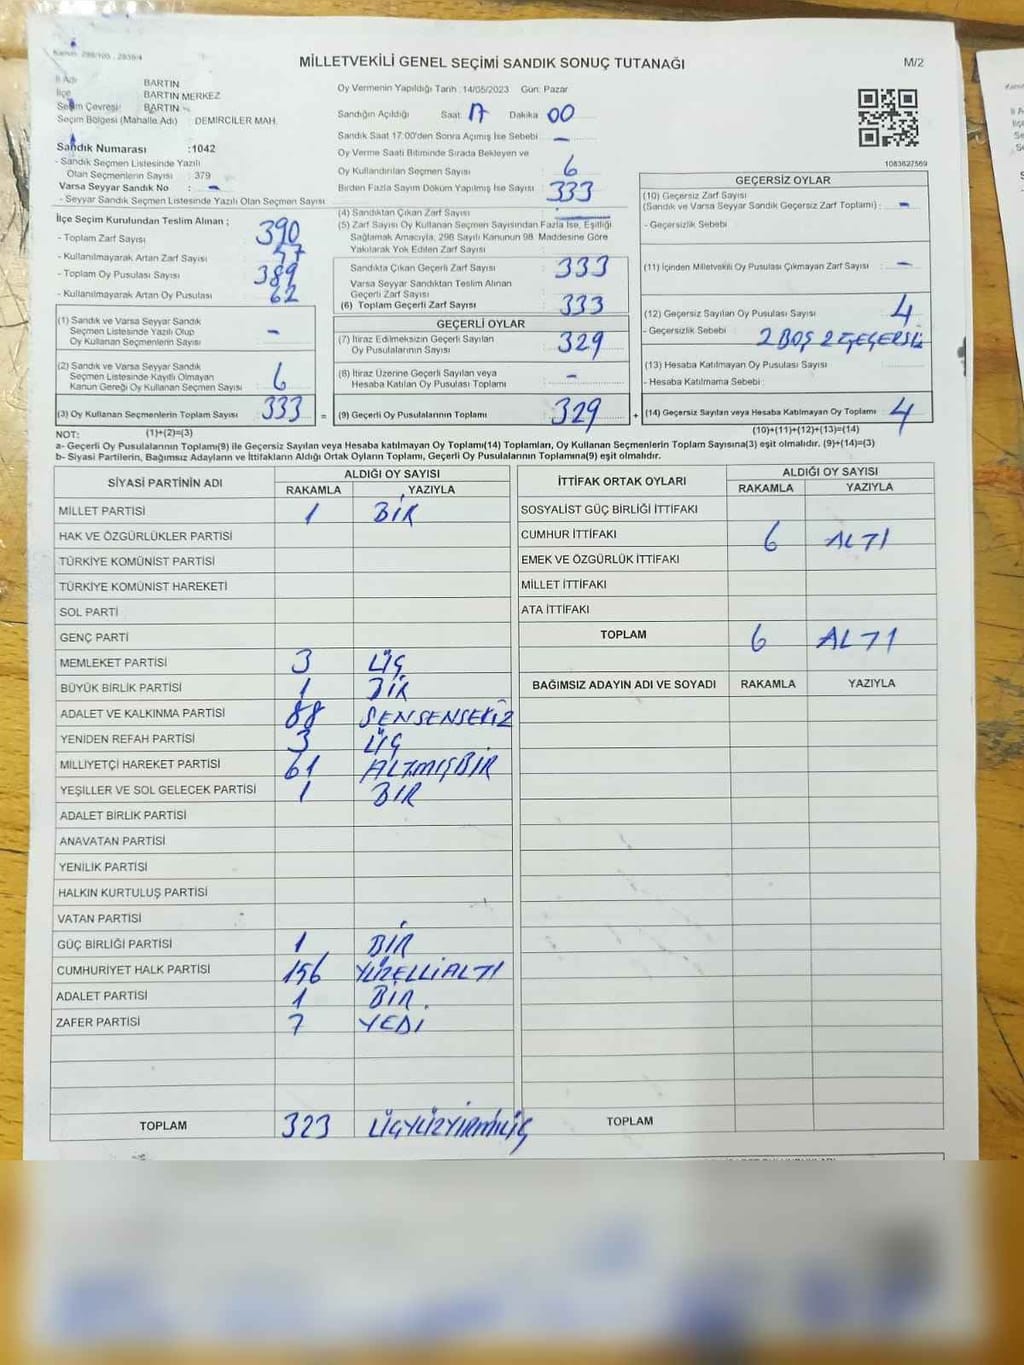 Kanun: 298/105 , 2839/4
MİLLETVEKİLİ GENEL SEÇİMİ SANDIK SONUÇ TUTANAĞI
M/2
İl Adı BARTIN
İlçe BARTIN MERKEZ
Seçim Çevresi BARTIN
Seçim Bölgesi (Mahalle Adı) : DEMİRCİLER MAH.
Sandık Numarası :1042
- Sandık Seçmen Listesinde Yazılı
Olan Seçmenlerin Sayısı : 379
Varsa Seyyar Sandık No : -
- Seyyar Sandık Seçmen Listesinde Yazılı Olan Seçmen Sayısı
Oy Vermenin Yapıldığı Tarih : 14/05/2023 Gün: Pazar
Sandığın Açıldığı Saat: 17 Dakika 00
Sandık Saat 17:00'den Sonra Açmış İse Sebebi : -
Oy Verme Saati Bitiminde Sırada Bekleyen ve
Oy Kullandırılan Seçmen Sayısı : 6
Birden Fazla Sayım Döküm Yapılmış İse Sayısı : 333
1083627569
İlçe Seçim Kurulundan Teslim Alınan ;
- Toplam Zarf Sayısı : 390
- Kullanılmayarak Artan Zarf Sayısı : 57
- Toplam Oy Pusulası Sayısı : 389
- Kullanılmayarak Artan Oy Pusulası : 62
(1) Sandık ve Varsa Seyyar Sandık
Seçmen Listesinde Yazılı Olup
Oy Kullanan Seçmenlerin Sayısı : -
(2) Sandık ve Varsa Seyyar Sandık
Seçmen Listesinde Kayıtlı Olmayan
Kanun Gereği Oy Kullanan Seçmen Sayısı : 6
(3) Oy Kullanan Seçmenlerin Toplam Sayısı : 333 =
(4) Sandıktan Çıkan Zarf Sayısı
(5) Zarf Sayısı Oy Kullanan Seçmen Sayısından Fazla İse, Eşitliği
Sağlamak Amacıyla, 298 Sayılı Kanunun 98. Maddesine Göre
Yakılarak Yok Edilen Zarf Sayısı
Sandıkta Çıkan Geçerli Zarf Sayısı : 333
Varsa Seyyar Sandıktan Teslim Alınan
Geçerli Zarf Sayısı
(6) Toplam Geçerli Zarf Sayısı : 333
GEÇERLİ OYLAR
(7) İtiraz Edilmeksizin Geçerli Sayılan
Oy Pusulalarının Sayısı : 329
(8) İtiraz Üzerine Geçerli Sayılan veya
Hesaba Katılan Oy Pusulası Toplamı : -
(9) Geçerli Oy Pusulalarının Toplamı : 329 +
GEÇERSİZ OYLAR
(10) Geçersiz Zarf Sayısı
(Sandık ve Varsa Seyyar Sandık Geçersiz Zarf Toplamı) : -
- Geçersizlik Sebebi
(11) İçinden Milletvekili Oy Pusulası Çıkmayan Zarf Sayısı : -
(12) Geçersiz Sayılan Oy Pusulası Sayısı : 4
- Geçersizlik Sebebi : 2 BOŞ 2 GEÇERSİZ
(13) Hesaba Katılmayan Oy Pusulası Sayısı :
- Hesaba Katılmama Sebebi :
(14) Geçersiz Sayılan veya Hesaba Katılmayan Oy Toplamı : 4
NOT: (1)+(2)=(3) (10)+(11)+(12)+(13)=(14)
a- Geçerli Oy Pusulalarının Toplamı(9) ile Geçersiz Sayılan veya Hesaba katılmayan Oy Toplamı(14) Toplamları, Oy Kullanan Seçmenlerin Toplam Sayısına(3) eşit olmalıdır. (9)+(14)=(3)
b- Siyasi Partilerin, Bağımsız Adayların ve İttifakların Aldığı Ortak Oyların Toplamı, Geçerli Oy Pusulalarının Toplamına(9) eşit olmalıdır.
SİYASİ PARTİNİN ADI
ALDIĞI OY SAYISI
RAKAMLA YAZIYLA
MİLLET PARTİSİ 1 BİR
HAK VE ÖZGÜRLÜKLER PARTİSİ
TÜRKİYE KOMÜNİST PARTİSİ
TÜRKİYE KOMÜNİST HAREKETİ
SOL PARTİ
GENÇ PARTİ
MEMLEKET PARTİSİ 3 ÜÇ
BÜYÜK BİRLİK PARTİSİ 1 BİR
ADALET VE KALKINMA PARTİSİ 88 SENSENSEKİZ
YENİDEN REFAH PARTİSİ 3 ÜÇ
MİLLİYETÇİ HAREKET PARTİSİ 61 ALTMIŞBİR
YEŞİLLER VE SOL GELECEK PARTİSİ 1 BİR
ADALET BİRLİK PARTİSİ
ANAVATAN PARTİSİ
YENİLİK PARTİSİ
HALKIN KURTULUŞ PARTİSİ
VATAN PARTİSİ
GÜÇ BİRLİĞİ PARTİSİ 1 BİR
CUMHURİYET HALK PARTİSİ 156 YÜZELLİALTI
ADALET PARTİSİ 1 BİR
ZAFER PARTİSİ 7 YEDİ
TOPLAM 323 ÜÇYÜZYİRMİÜÇ
İTTİFAK ORTAK OYLARI
ALDIĞI OY SAYISI
RAKAMLA YAZIYLA
SOSYALİST GÜÇ BİRLİĞİ İTTİFAKI
CUMHUR İTTİFAKI 6 ALTI
EMEK VE ÖZGÜRLÜK İTTİFAKI
MİLLET İTTİFAKI
ATA İTTİFAKI
TOPLAM 6 ALTI
BAĞIMSIZ ADAYIN ADI VE SOYADI RAKAMLA YAZIYLA
TOPLAM